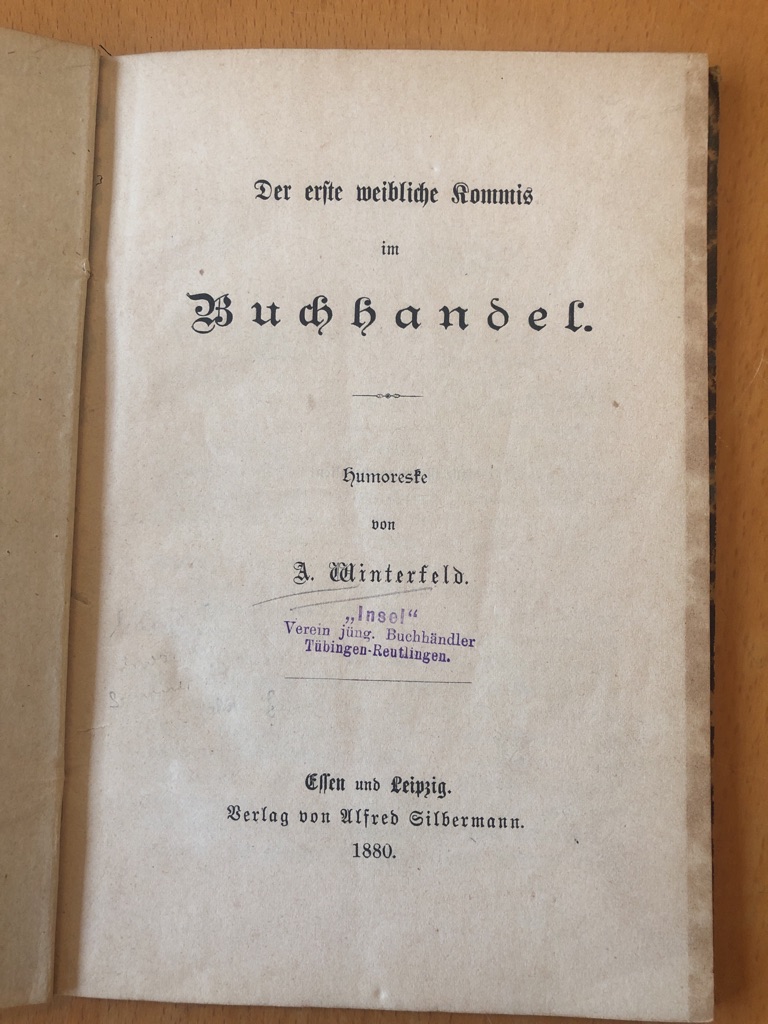 Der erste weibliche Kommis
im
Buchhandel.
Humoreske
von
A. Winterfeld.
„Insel“
Verein jüng. Buchhändler
Tübingen-Reutlingen.
Essen und Leipzig.
Verlag von Alfred Silbermann.
1880.